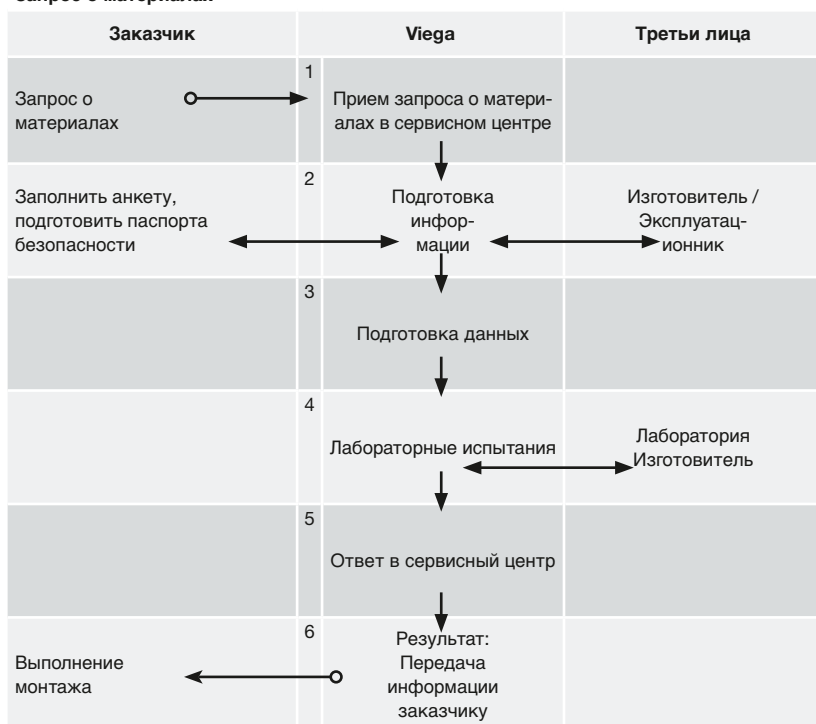 Заказчик
Viega
Третьи лица
1
Запрос о
материалах
Прием запроса о матери-
алах в сервисном центре
2
Заполнить анкету,
подготовить паспорта
безопасности
Подготовка
инфор-
мации
Изготовитель /
Эксплуатац-
ионник
3
Подготовка данных
4
Лабораторные испытания
Лаборатория
Изготовитель
5
Ответ в сервисный центр
6
Выполнение
монтажа
Результат:
Передача
информации
заказчику